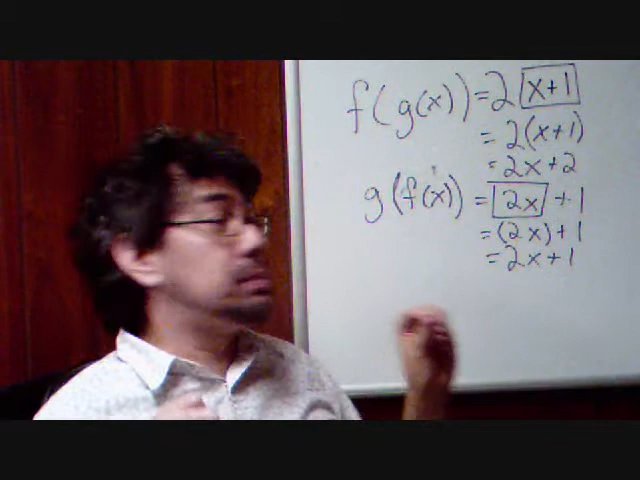 f(g(x)) = 2 x+1
= 2(x+1)
= 2x+2
g(f(x)) = 2x + 1
= (2x) + 1
= 2x + 1